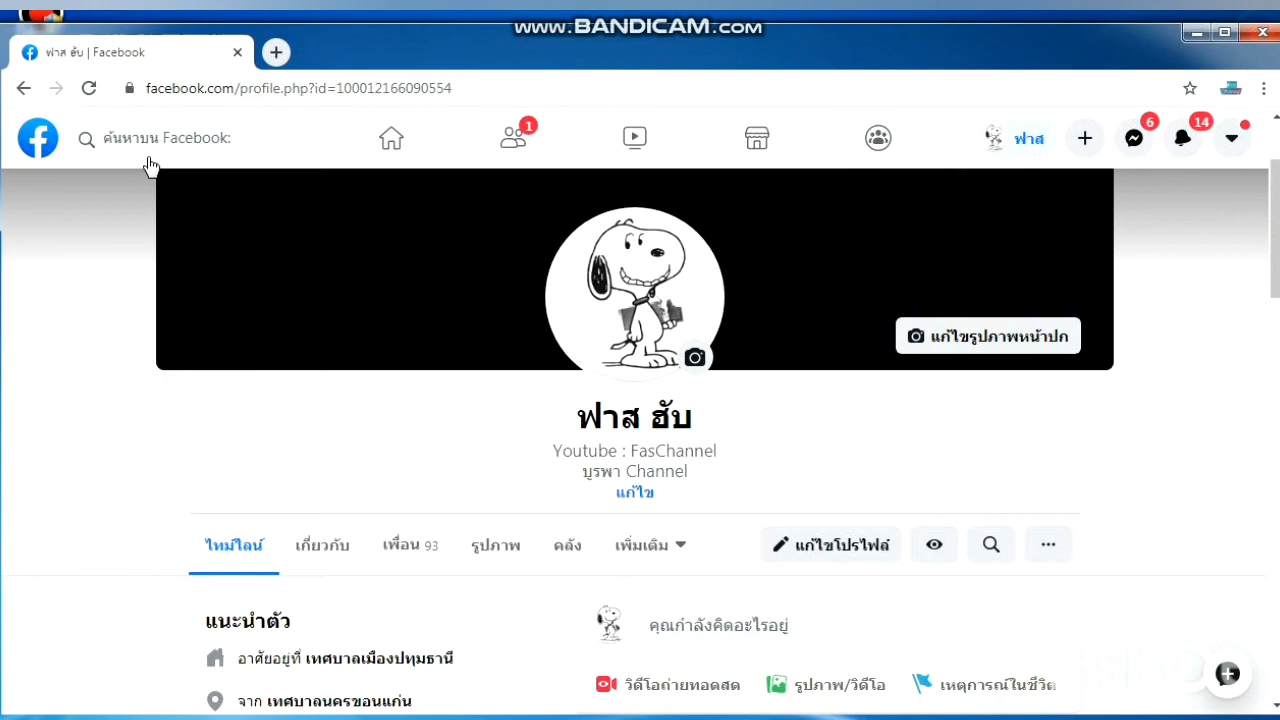 www.BANDICAM.com
ฟาส ฮับ | Facebook
facebook.com/profile.php?id=100012166090554
ค้นหาบน Facebook:
1
ฟาส
6
14
แก้ไขรูปภาพหน้าปก
ฟาส ฮับ
Youtube : FasChannel
บูรพา Channel
แก้ไข
ไทม์ไลน์
เกี่ยวกับ
เพื่อน 93
รูปภาพ
คลัง
เพิ่มเติม
แก้ไขโปรไฟล์
แนะนำตัว
อาศัยอยู่ที่ เทศบาลเมืองปทุมธานี
จาก เทศบาลนครขอนแก่น
คุณกำลังคิดอะไรอยู่
วิดีโอถ่ายทอดสด
รูปภาพ/วิดีโอ
เหตุการณ์ในชีวิต